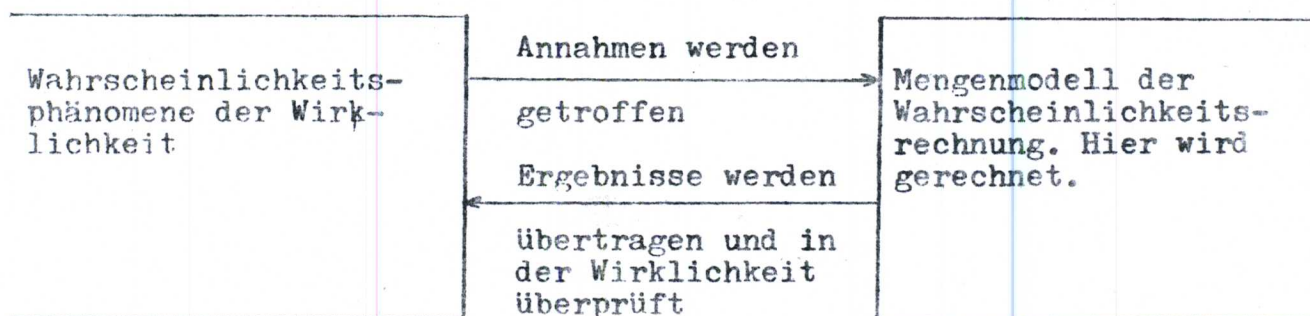 Wahrscheinlichkeits-
phänomene der Wirk-
lichkeit
Annahmen werden
getroffen
Ergebnisse werden
übertragen und in
der Wirklichkeit
überprüft
Mengenmodell der
Wahrscheinlichkeits-
rechnung. Hier wird
gerechnet.